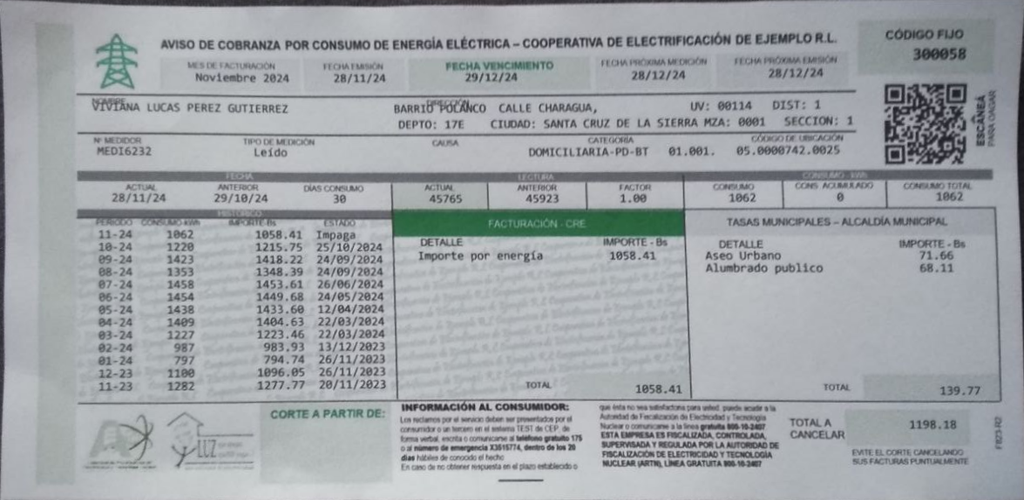 AVISO DE COBRANZA POR CONSUMO DE ENERGÍA ELÉCTRICA – COOPERATIVA DE ELECTRIFICACIÓN DE EJEMPLO R.L.
CÓDIGO FIJO
300058
MES DE FACTURACIÓN FECHA EMISIÓN FECHA VENCIMIENTO FECHA PRÓXIMA MEDICIÓN FECHA PRÓXIMA EMISIÓN
Noviembre 2024 28/11/24 29/12/24 28/12/24 28/12/24
NOMBRE DIRECCIÓN
VIVIANA LUCAS PEREZ GUTIERREZ BARRIO POLANCO CALLE CHARAGUA, UV: 00114 DIST: 1
DEPTO: 17E CIUDAD: SANTA CRUZ DE LA SIERRA MZA: 0001 SECCION: 1
ESCANEÁ
PARA PAGAR
N° MEDIDOR TIPO DE MEDICIÓN CAUSA CATEGORÍA CÓDIGO DE UBICACIÓN
MEDI6232 Leído DOMICILIARIA-PD-BT 01.001. 05.0000742.0025
FECHA LECTURA CONSUMO - kWh
ACTUAL ANTERIOR DÍAS CONSUMO ACTUAL ANTERIOR FACTOR CONSUMO CONS ACUMULADO CONSUMO TOTAL
28/11/24 29/10/24 30 45765 45923 1.00 1062 0 1062
HISTÓRICO
PERIODO CONSUMO-kWh IMPORTE-Bs ESTADO
11-24 1062 1058.41 Impaga
10-24 1220 1215.75 25/10/2024
09-24 1423 1418.22 24/09/2024
08-24 1353 1348.39 24/09/2024
07-24 1458 1453.61 26/06/2024
06-24 1454 1449.68 24/05/2024
05-24 1438 1433.60 12/04/2024
04-24 1409 1404.63 22/03/2024
03-24 1227 1223.46 22/03/2024
02-24 987 983.93 13/12/2023
01-24 797 794.74 26/11/2023
12-23 1100 1096.05 26/11/2023
11-23 1282 1277.77 20/11/2023
FACTURACIÓN - CRE
DETALLE IMPORTE - Bs
Importe por energía 1058.41
TOTAL 1058.41
TASAS MUNICIPALES – ALCALDÍA MUNICIPAL
DETALLE IMPORTE - Bs
Aseo Urbano 71.66
Alumbrado publico 68.11
TOTAL 139.77
LUZ
CORTE A PARTIR DE:
INFORMACIÓN AL CONSUMIDOR:
Los reclamos por el servicio deben ser presentados por el
consumidor o un tercero en el sistema TEST de CEP, de
forma verbal, escrita o comunicarse al teléfono gratuito 175
o al número de emergencia X3515774, dentro de los 20
días hábiles de conocido el hecho
En caso de no obtener respuesta en el plazo establecido o
que ésta no sea satisfactoria para usted, puede acudir a la
Autoridad de Fiscalización de Electricidad y Tecnología
Nuclear o comunicarse a la línea gratuita 800-10-2407
ESTA EMPRESA ES FISCALIZADA, CONTROLADA,
SUPERVISADA Y REGULADA POR LA AUTORIDAD DE
FISCALIZACIÓN DE ELECTRICIDAD Y TECNOLOGÍA
NUCLEAR (ARTN), LÍNEA GRATUITA 800-10-2407
TOTAL A
CANCELAR
1198.18
EVITE EL CORTE CANCELANDO
SUS FACTURAS PUNTUALMENTE
F823-R2